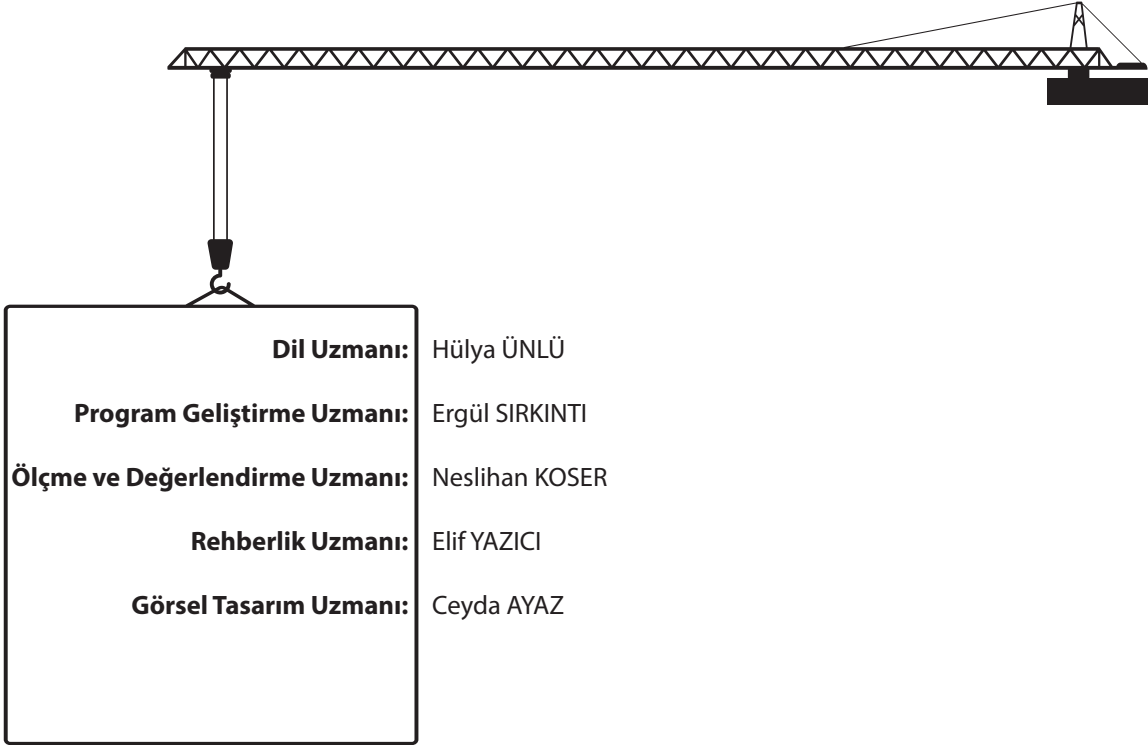 Dil Uzmanı: Hülya ÜNLÜ
Program Geliştirme Uzmanı: Ergül SIRKINTI
Ölçme ve Değerlendirme Uzmanı: Neslihan KOSER
Rehberlik Uzmanı: Elif YAZICI
Görsel Tasarım Uzmanı: Ceyda AYAZ